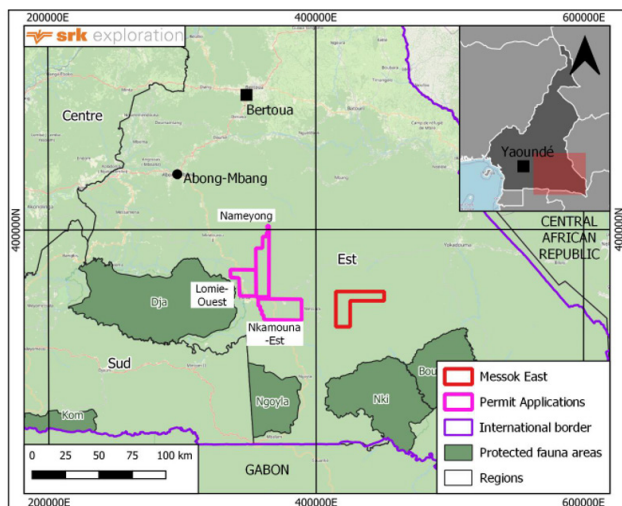 200000E
400000E
600000E
srk exploration
Centre
Bertoua
Yaoundé
Abong-Mbang
Nameyong
CENTRAL
AFRICAN
REPUBLIC
400000N
400000N
Est
Lomie-
Ouest
Dja
Nkamouna
-Est
Sud
Ngoyla
Nki
Bou
Kom
Messok East
Permit Applications
International border
Protected fauna areas
Regions
0 25 50 75 100 km
GABON
200000E
400000E
600000E